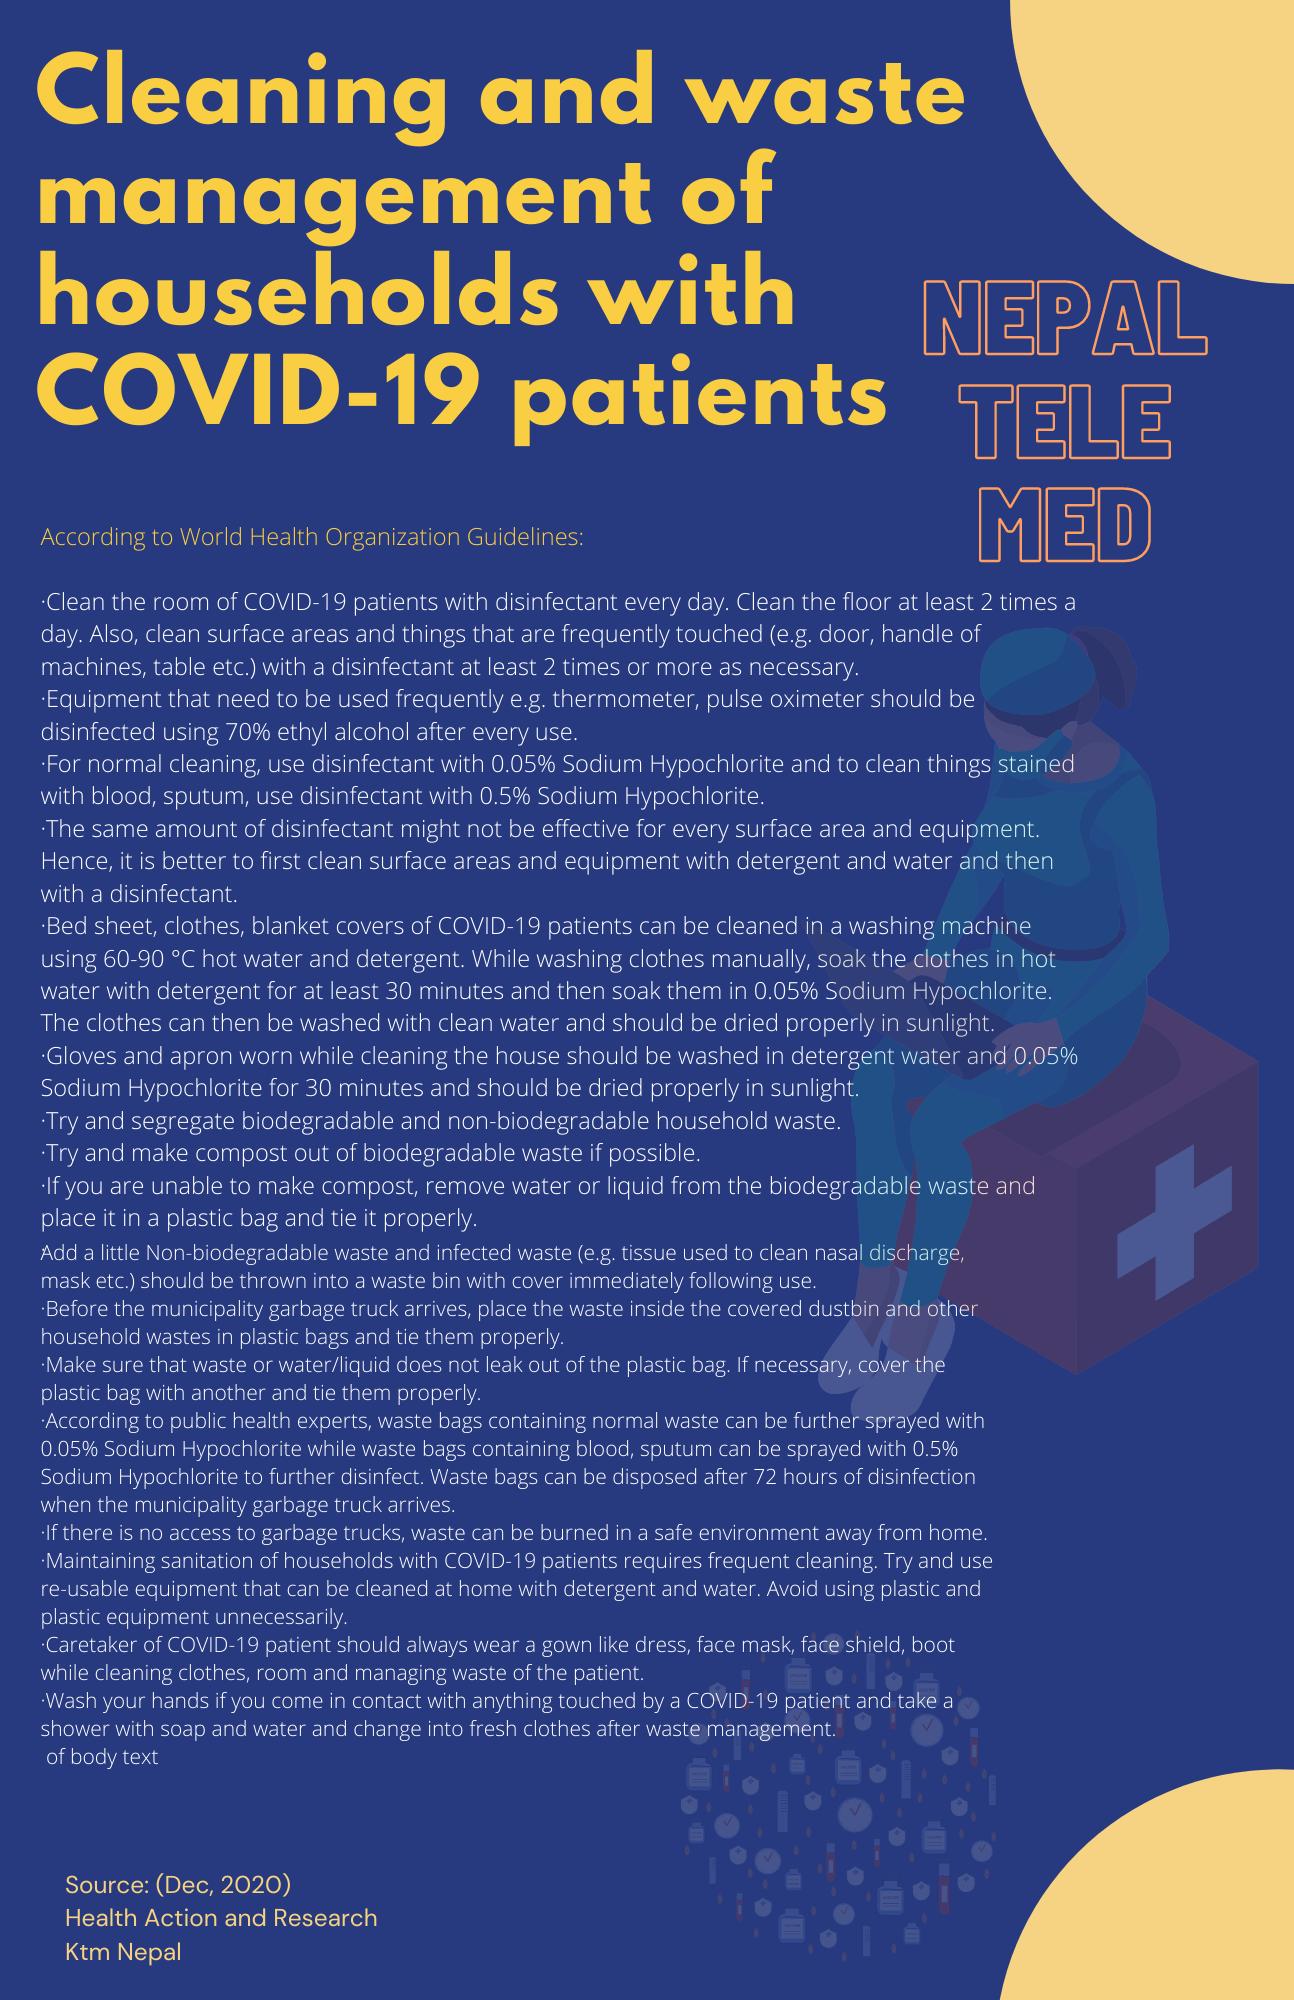 Cleaning and waste
management of
households with
COVID-19 patients
NEPAL
TELE
MED
According to World Health Organization Guidelines:
·Clean the room of COVID-19 patients with disinfectant every day. Clean the floor at least 2 times a
day. Also, clean surface areas and things that are frequently touched (e.g. door, handle of
machines, table etc.) with a disinfectant at least 2 times or more as necessary.
·Equipment that need to be used frequently e.g. thermometer, pulse oximeter should be
disinfected using 70% ethyl alcohol after every use.
·For normal cleaning, use disinfectant with 0.05% Sodium Hypochlorite and to clean things stained
with blood, sputum, use disinfectant with 0.5% Sodium Hypochlorite.
·The same amount of disinfectant might not be effective for every surface area and equipment.
Hence, it is better to first clean surface areas and equipment with detergent and water and then
with a disinfectant.
·Bed sheet, clothes, blanket covers of COVID-19 patients can be cleaned in a washing machine
using 60-90 °C hot water and detergent. While washing clothes manually, soak the clothes in hot
water with detergent for at least 30 minutes and then soak them in 0.05% Sodium Hypochlorite.
The clothes can then be washed with clean water and should be dried properly in sunlight.
·Gloves and apron worn while cleaning the house should be washed in detergent water and 0.05%
Sodium Hypochlorite for 30 minutes and should be dried properly in sunlight.
·Try and segregate biodegradable and non-biodegradable household waste.
·Try and make compost out of biodegradable waste if possible.
·If you are unable to make compost, remove water or liquid from the biodegradable waste and
place it in a plastic bag and tie it properly.
Add a little Non-biodegradable waste and infected waste (e.g. tissue used to clean nasal discharge,
mask etc.) should be thrown into a waste bin with cover immediately following use.
·Before the municipality garbage truck arrives, place the waste inside the covered dustbin and other
household wastes in plastic bags and tie them properly.
·Make sure that waste or water/liquid does not leak out of the plastic bag. If necessary, cover the
plastic bag with another and tie them properly.
·According to public health experts, waste bags containing normal waste can be further sprayed with
0.05% Sodium Hypochlorite while waste bags containing blood, sputum can be sprayed with 0.5%
Sodium Hypochlorite to further disinfect. Waste bags can be disposed after 72 hours of disinfection
when the municipality garbage truck arrives.
·If there is no access to garbage trucks, waste can be burned in a safe environment away from home.
·Maintaining sanitation of households with COVID-19 patients requires frequent cleaning. Try and use
re-usable equipment that can be cleaned at home with detergent and water. Avoid using plastic and
plastic equipment unnecessarily.
·Caretaker of COVID-19 patient should always wear a gown like dress, face mask, face shield, boot
while cleaning clothes, room and managing waste of the patient.
·Wash your hands if you come in contact with anything touched by a COVID-19 patient and take a
shower with soap and water and change into fresh clothes after waste management.
of body text
Source: (Dec, 2020)
Health Action and Research
Ktm Nepal